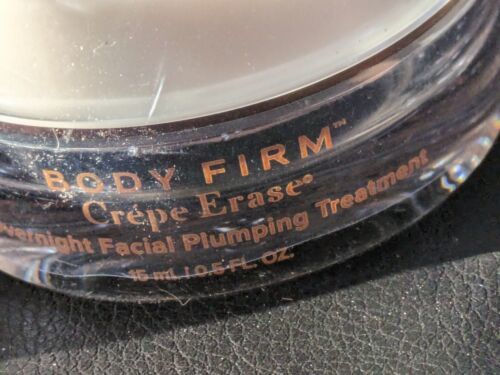 BODY FIRM™
Crépe Erase®
Overnight Facial Plumping Treatment
15 mL / 0.5 FL. OZ.